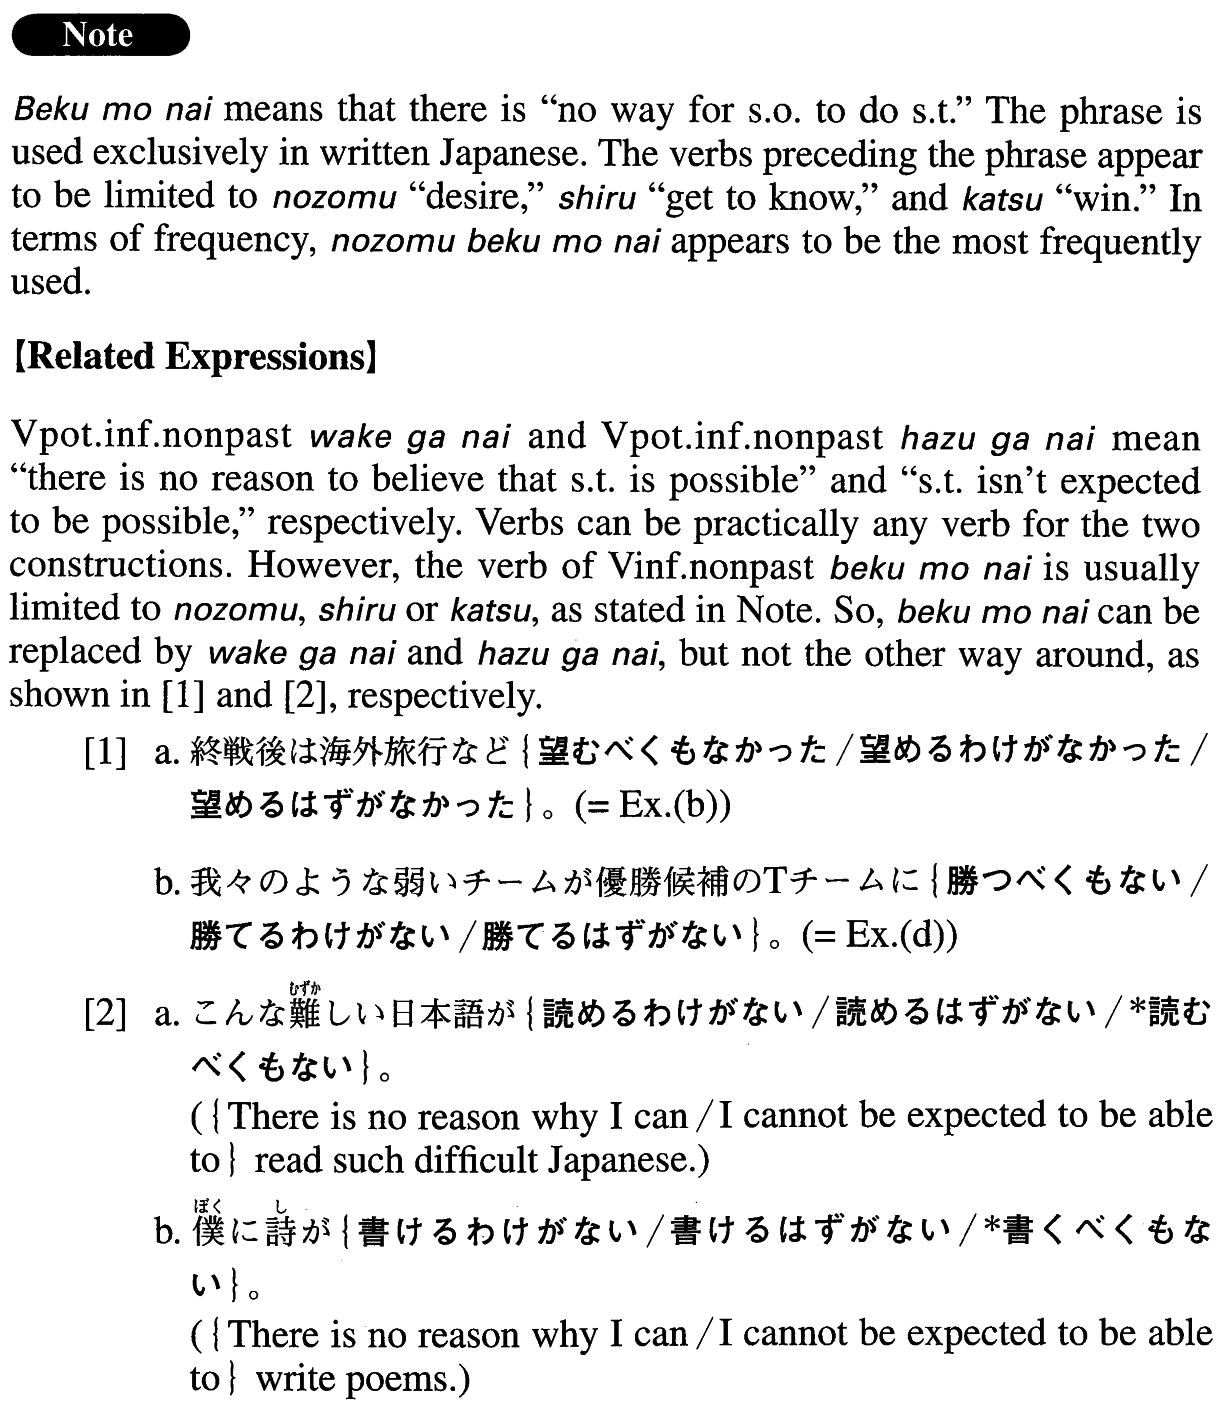 Note
Beku mo nai means that there is “no way for s.o. to do s.t.” The phrase is
used exclusively in written Japanese. The verbs preceding the phrase appear
to be limited to nozomu “desire,” shiru “get to know,” and katsu “win.” In
terms of frequency, nozomu beku mo nai appears to be the most frequently
used.
【Related Expressions】
Vpot.inf.nonpast wake ga nai and Vpot.inf.nonpast hazu ga nai mean
“there is no reason to believe that s.t. is possible” and “s.t. isn’t expected
to be possible,” respectively. Verbs can be practically any verb for the two
constructions. However, the verb of Vinf.nonpast beku mo nai is usually
limited to nozomu, shiru or katsu, as stated in Note. So, beku mo nai can be
replaced by wake ga nai and hazu ga nai, but not the other way around, as
shown in [1] and [2], respectively.
[1] a. 終戦後は海外旅行など{望むべくもなかった/望めるわけがなかった/
望めるはずがなかった}。(= Ex.(b))
b. 我々のような弱いチームが優勝候補のTチームに{勝つべくもない/
勝てるわけがない/勝てるはずがない}。(= Ex.(d))
むずか
[2] a. こんな難しい日本語が{読めるわけがない/読めるはずがない/*読む
べくもない}。
({There is no reason why I can/I cannot be expected to be able
to} read such difficult Japanese.)
ぼく し
b. 僕に詩が{書けるわけがない/書けるはずがない/*書くべくもな
い}。
({There is no reason why I can/I cannot be expected to be able
to} write poems.)